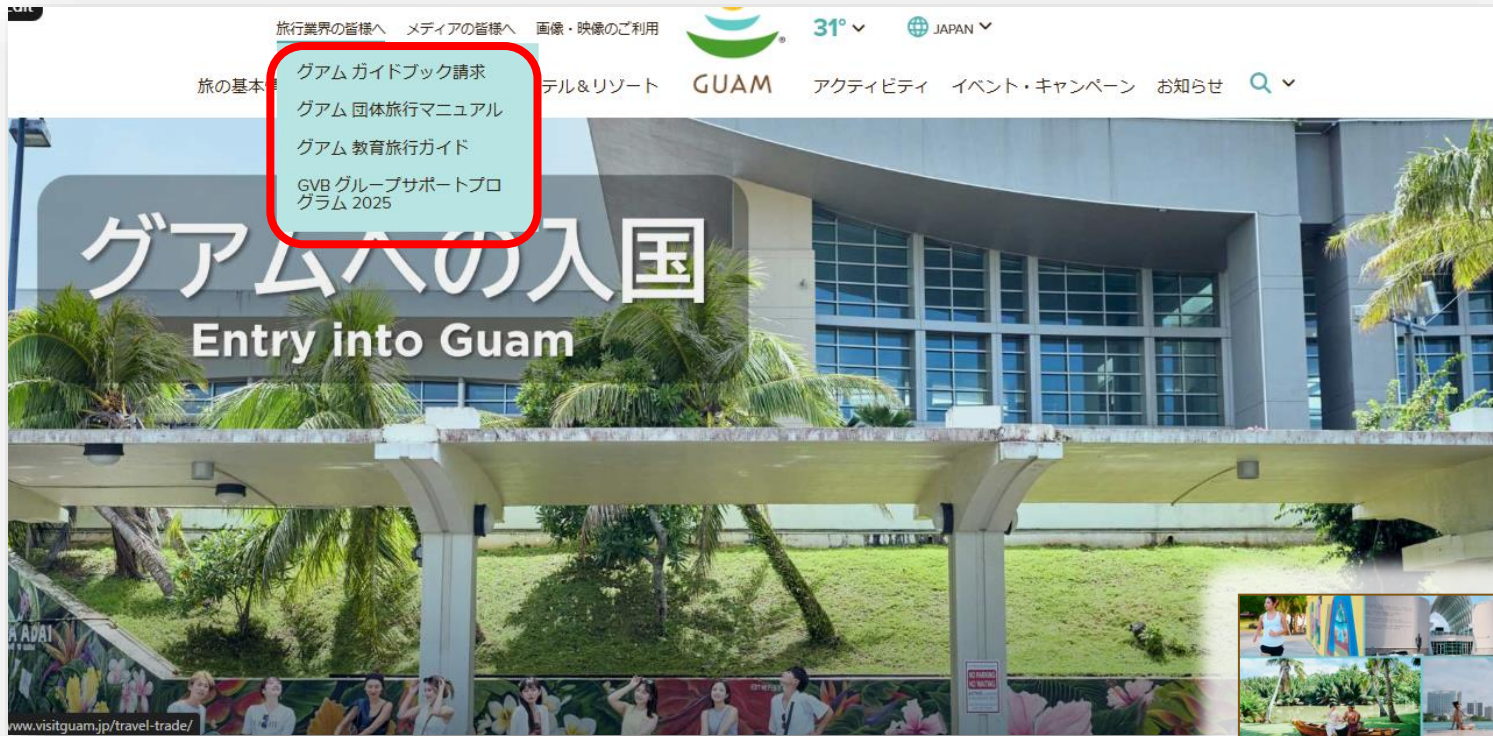 旅行業界の皆様へ メディアの皆様へ 画像・映像のご利用 31° JAPAN
旅の基本 テル&リゾート GUAM アクティビティ イベント・キャンペーン お知らせ
グアム ガイドブック請求
グアム 団体旅行マニュアル
グアム 教育旅行ガイド
GVB グループサポートプロ
グラム 2025
グアムへの入国
Entry into Guam
ADAI
NO PARKING
NO WAITING
www.visitguam.jp/travel-trade/